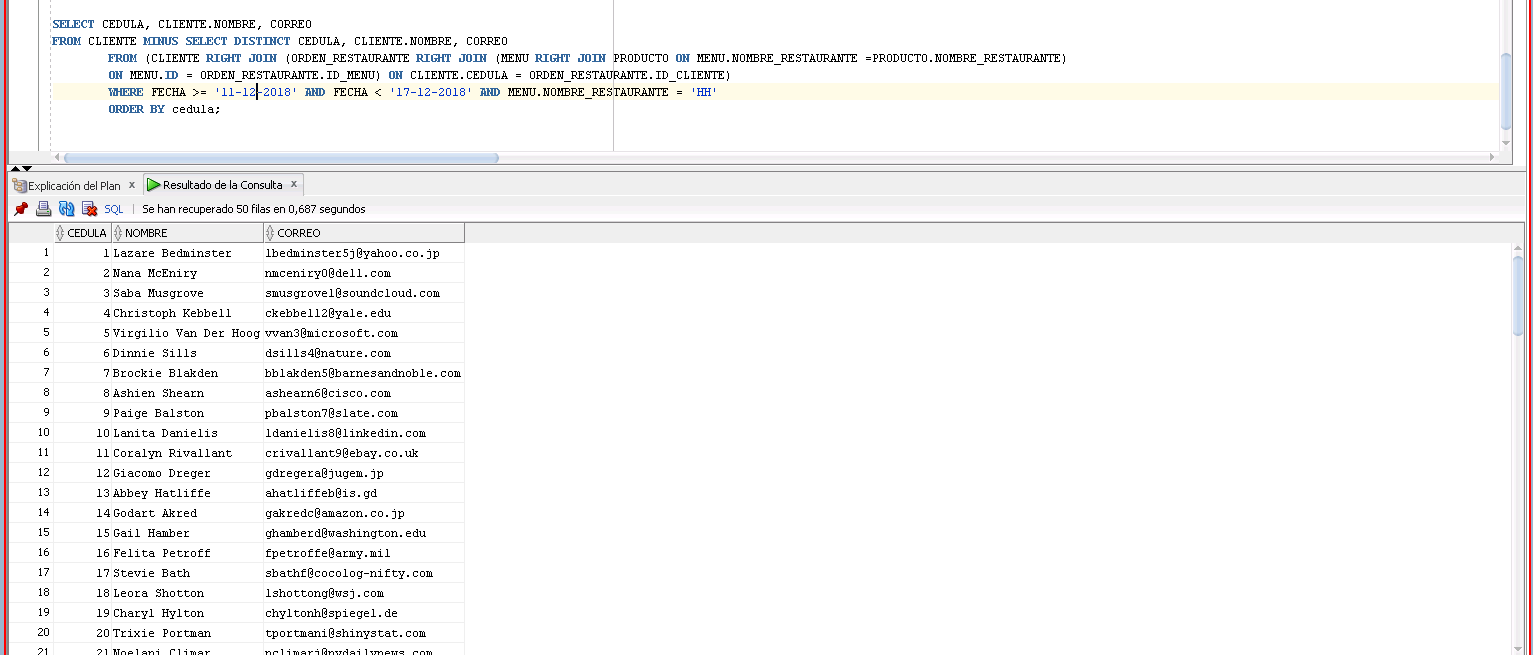 SELECT CEDULA, CLIENTE.NOMBRE, CORREO
FROM CLIENTE MINUS SELECT DISTINCT CEDULA, CLIENTE.NOMBRE, CORREO
FROM (CLIENTE RIGHT JOIN (ORDEN_RESTAURANTE RIGHT JOIN (MENU RIGHT JOIN PRODUCTO ON MENU.NOMBRE_RESTAURANTE =PRODUCTO.NOMBRE_RESTAURANTE)
ON MENU.ID = ORDEN_RESTAURANTE.ID_MENU) ON CLIENTE.CEDULA = ORDEN_RESTAURANTE.ID_CLIENTE)
WHERE FECHA >= '11-12-2018' AND FECHA < '17-12-2018' AND MENU.NOMBRE_RESTAURANTE = 'HH'
ORDER BY cedula;
Explicación del Plan x Resultado de la Consulta x
SQL | Se han recuperado 50 filas en 0,687 segundos
CEDULA NOMBRE CORREO
1 1 Lazare Bedminster lbedminster5j@yahoo.co.jp
2 2 Nana McEniry nmceniry0@dell.com
3 3 Saba Musgrove smusgrove1@soundcloud.com
4 4 Christoph Kebbell ckebbell2@yale.edu
5 5 Virgilio Van Der Hoog vvan3@microsoft.com
6 6 Dinnie Sills dsills4@nature.com
7 7 Brockie Blakden bblakden5@barnesandnoble.com
8 8 Ashien Shearn ashearn6@cisco.com
9 9 Paige Balston pbalston7@slate.com
10 10 Lanita Danielis ldanielis8@linkedin.com
11 11 Coralyn Rivallant crivallant9@ebay.co.uk
12 12 Giacomo Dreger gdregera@jugem.jp
13 13 Abbey Hatliffe ahatliffeb@is.gd
14 14 Godart Akred gakredc@amazon.co.jp
15 15 Gail Hamber ghamberd@washington.edu
16 16 Felita Petroff fpetroffe@army.mil
17 17 Stevie Bath sbathf@cocolog-nifty.com
18 18 Leora Shotton lshottong@wsj.com
19 19 Charyl Hylton chyltonh@spiegel.de
20 20 Trixie Portman tportmani@shinystat.com
21 21 Noelani Climar nclimarj@nydailynews.com